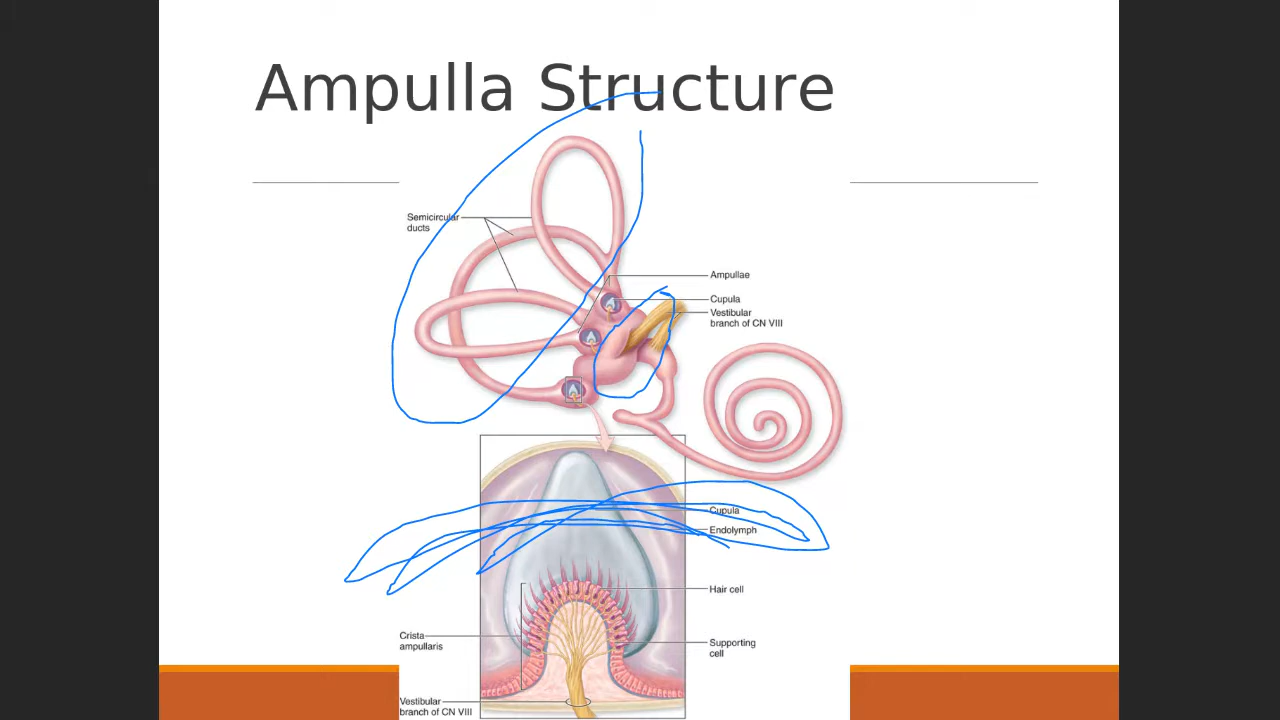 Ampulla Structure
Semicircular
ducts
Ampullae
Cupula
Vestibular
branch of CN VIII
Cupula
Endolymph
Hair cell
Crista
ampullaris
Supporting
cell
Vestibular
branch of CN VIII